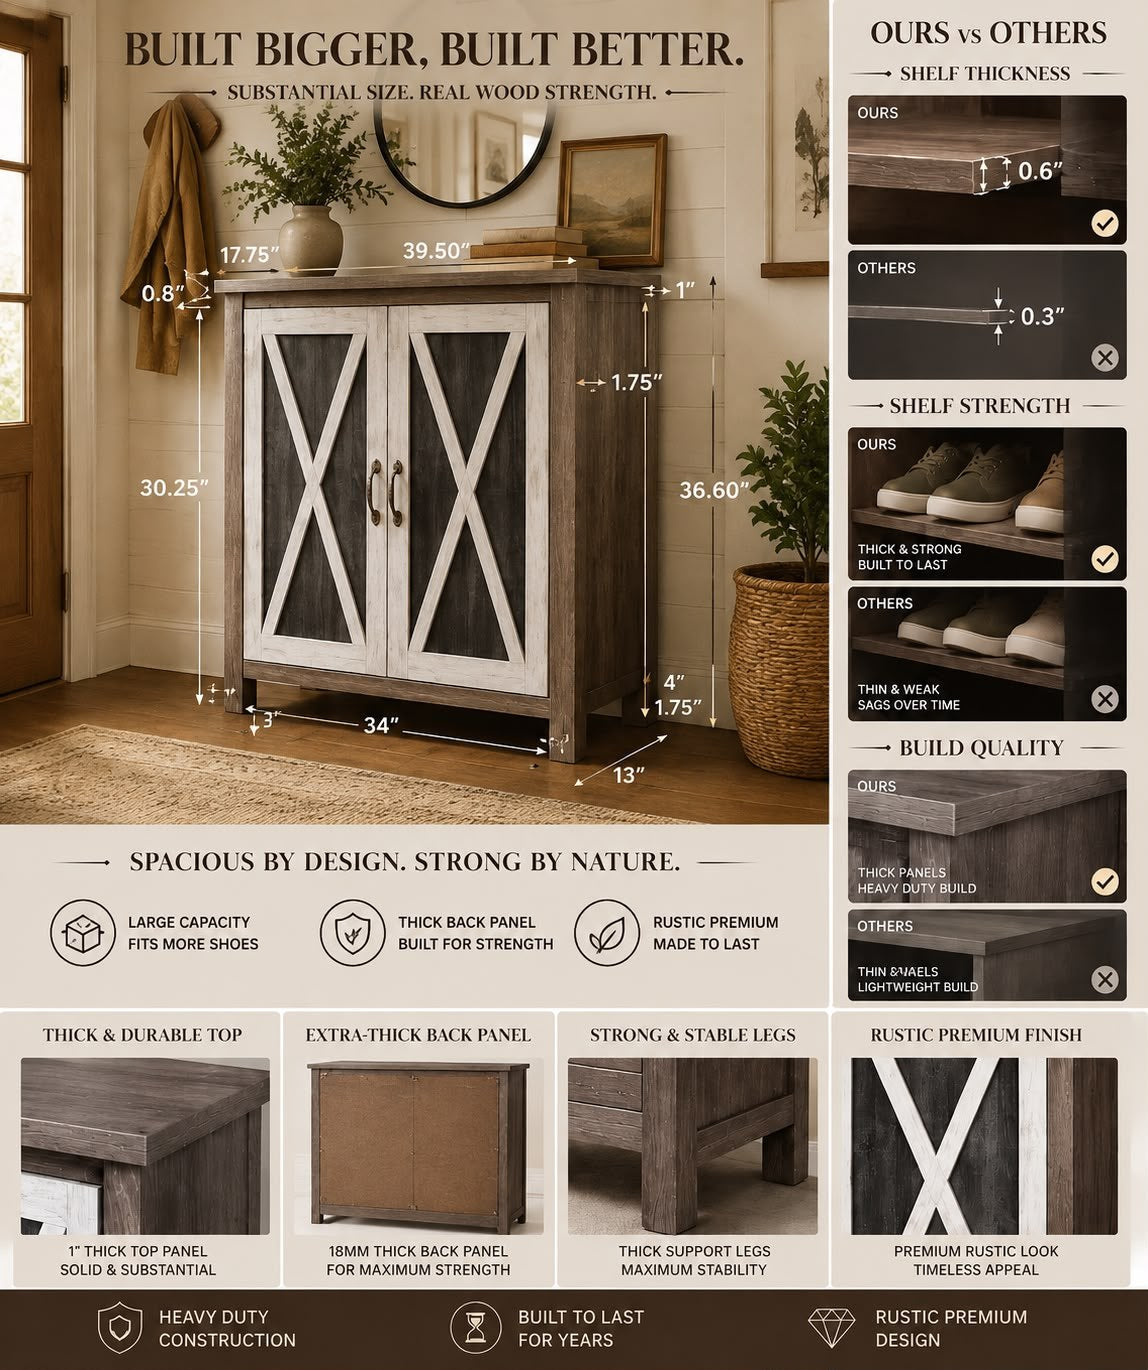 BUILT BIGGER, BUILT BETTER.
SUBSTANTIAL SIZE. REAL WOOD STRENGTH.
17.75"
39.50"
0.8"
1"
1.75"
30.25"
36.60"
4"
1.75"
3"
34"
13"
OURS VS OTHERS
SHELF THICKNESS
OURS
0.6"
OTHERS
0.3"
SHELF STRENGTH
OURS
THICK & STRONG
BUILT TO LAST
OTHERS
THIN & WEAK
SAGS OVER TIME
BUILD QUALITY
OURS
THICK PANELS
HEAVY DUTY BUILD
OTHERS
THIN
LIGHTWEIGHT BUILD
SPACIOUS BY DESIGN. STRONG BY NATURE.
LARGE CAPACITY
FITS MORE SHOES
THICK BACK PANEL
BUILT FOR STRENGTH
RUSTIC PREMIUM
MADE TO LAST
THICK & DURABLE TOP
1" THICK TOP PANEL
SOLID & SUBSTANTIAL
EXTRA-THICK BACK PANEL
18MM THICK BACK PANEL
FOR MAXIMUM STRENGTH
STRONG & STABLE LEGS
THICK SUPPORT LEGS
MAXIMUM STABILITY
RUSTIC PREMIUM FINISH
PREMIUM RUSTIC LOOK
TIMELESS APPEAL
HEAVY DUTY
CONSTRUCTION
BUILT TO LAST
FOR YEARS
RUSTIC PREMIUM
DESIGN